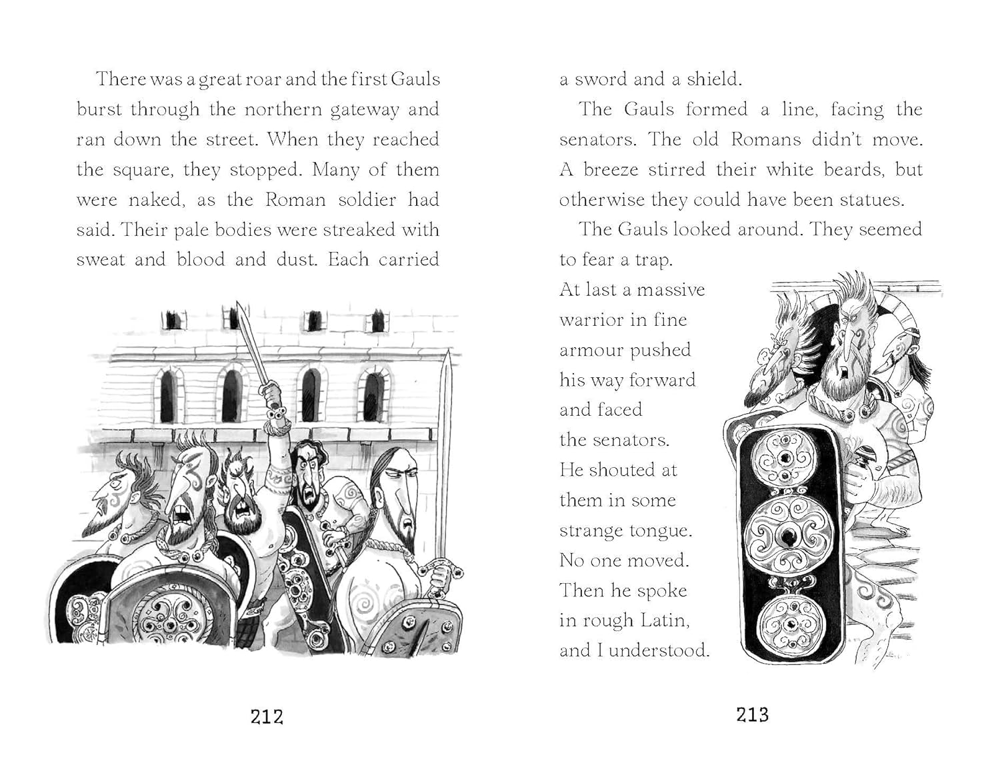 There was a great roar and the first Gauls
burst through the northern gateway and
ran down the street. When they reached
the square, they stopped. Many of them
were naked, as the Roman soldier had
said. Their pale bodies were streaked with
sweat and blood and dust. Each carried
212
a sword and a shield.
The Gauls formed a line, facing the
senators. The old Romans didn't move.
A breeze stirred their white beards, but
otherwise they could have been statues.
The Gauls looked around. They seemed
to fear a trap.
At last a massive
warrior in fine
armour pushed
his way forward
and faced
the senators.
He shouted at
them in some
strange tongue.
No one moved.
Then he spoke
in rough Latin,
and I understood.
213